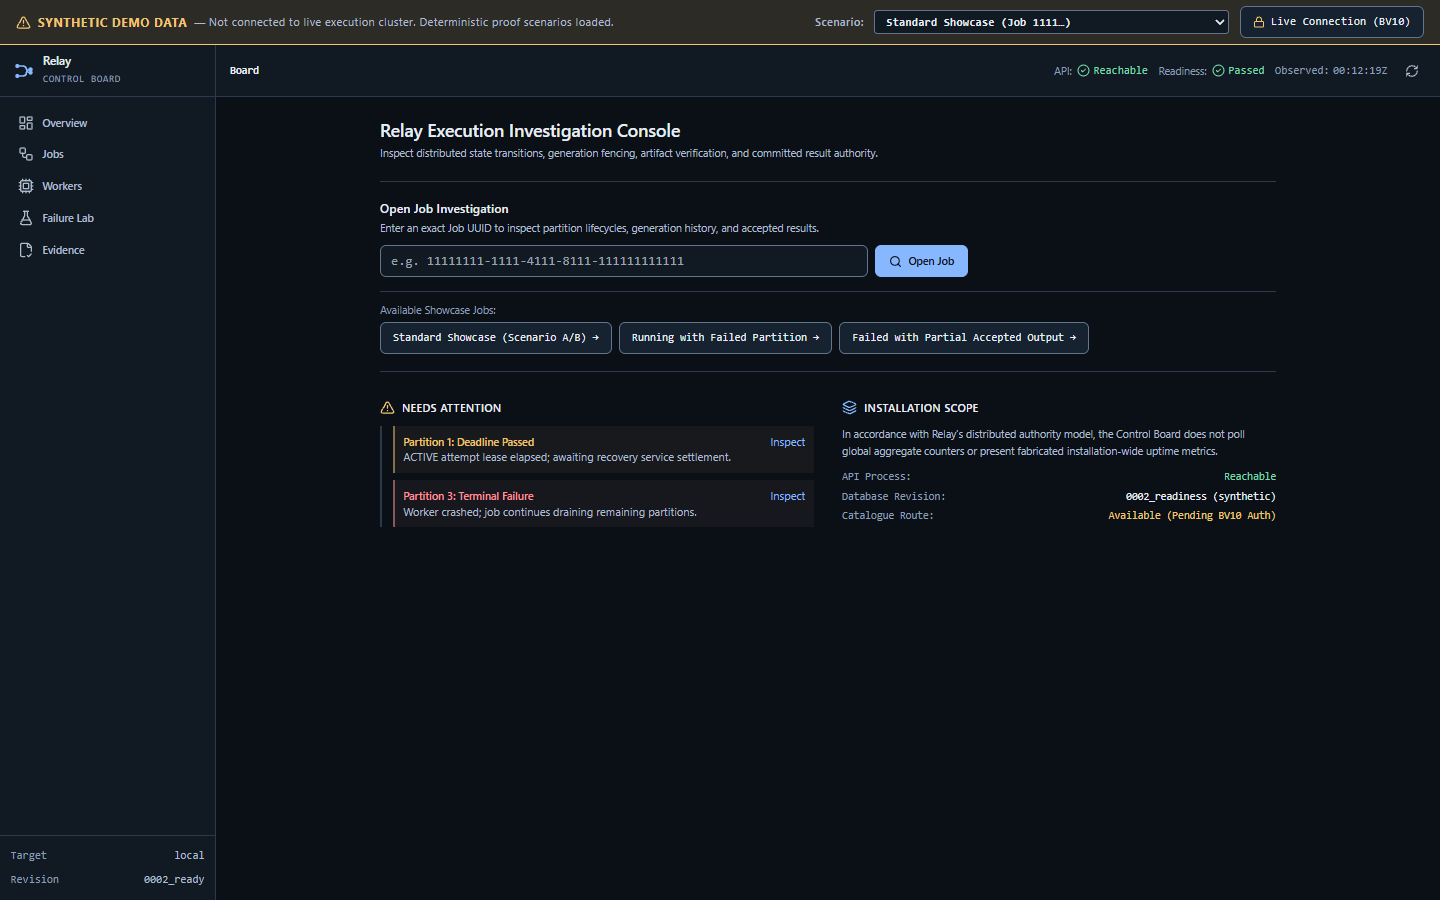 SYNTHETIC DEMO DATA — Not connected to live execution cluster. Deterministic proof scenarios loaded.
Scenario: Standard Showcase (Job 1111…)
Live Connection (BV10)
Relay
CONTROL BOARD
Board
API: Reachable Readiness: Passed Observed: 00:12:19Z
Overview
Jobs
Workers
Failure Lab
Evidence
Relay Execution Investigation Console
Inspect distributed state transitions, generation fencing, artifact verification, and committed result authority.
Open Job Investigation
Enter an exact Job UUID to inspect partition lifecycles, generation history, and accepted results.
e.g. 11111111-1111-4111-8111-111111111111
Open Job
Available Showcase Jobs:
Standard Showcase (Scenario A/B) →
Running with Failed Partition →
Failed with Partial Accepted Output →
NEEDS ATTENTION
Partition 1: Deadline Passed Inspect
ACTIVE attempt lease elapsed; awaiting recovery service settlement.
Partition 3: Terminal Failure Inspect
Worker crashed; job continues draining remaining partitions.
INSTALLATION SCOPE
In accordance with Relay's distributed authority model, the Control Board does not poll
global aggregate counters or present fabricated installation-wide uptime metrics.
API Process: Reachable
Database Revision: 0002_readiness (synthetic)
Catalogue Route: Available (Pending BV10 Auth)
Target local
Revision 0002_ready